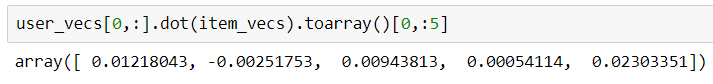 user_vecs[0,:].dot(item_vecs).toarray()[0,:5]
array([ 0.01218043, -0.00251753,  0.00943813,  0.00054114,  0.02303351])